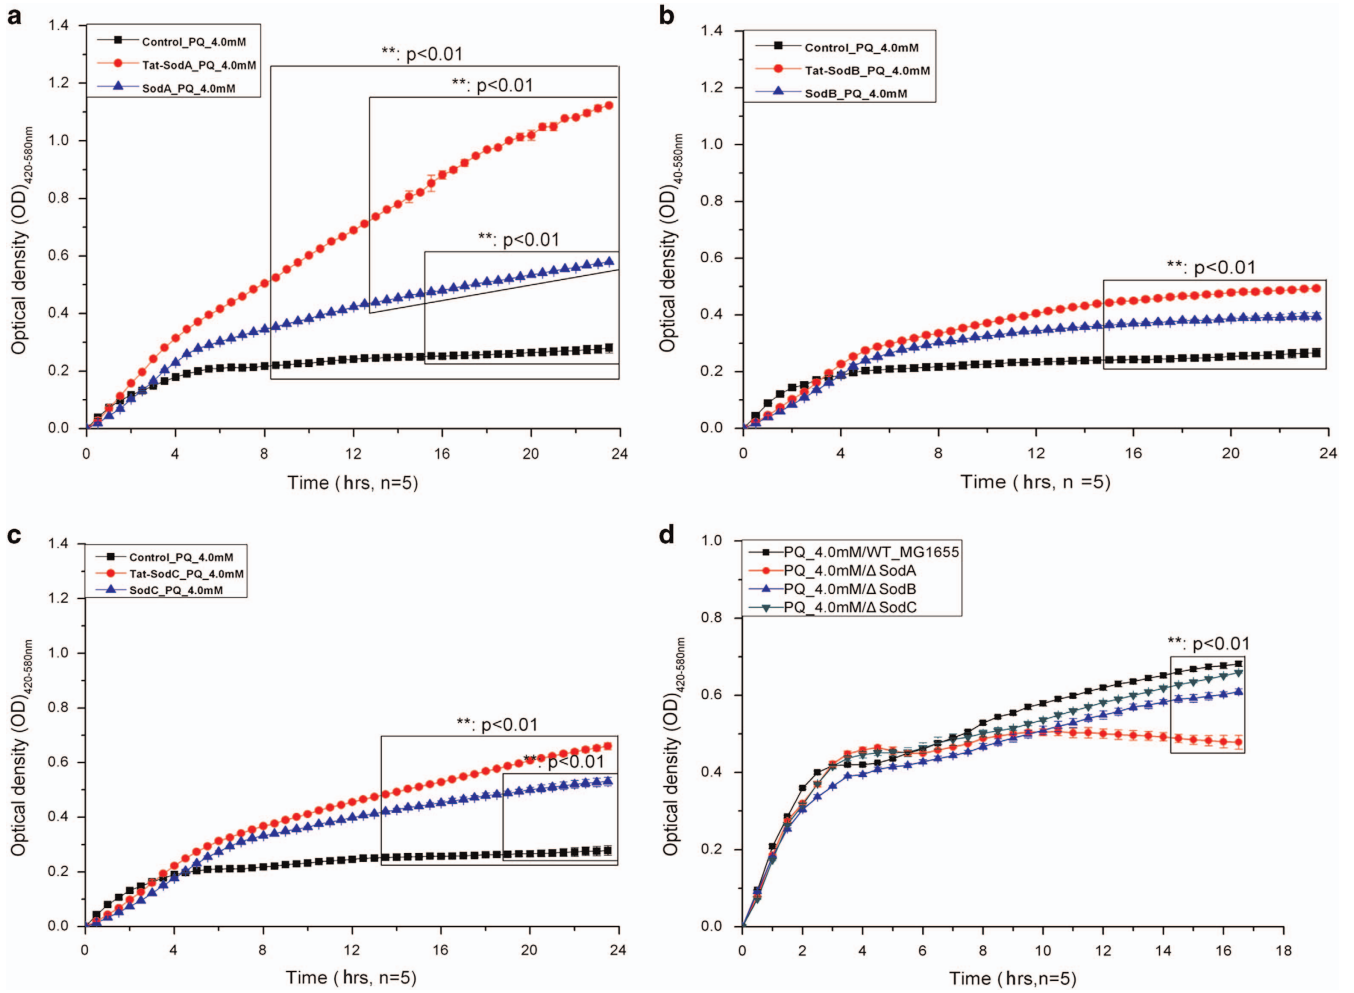 a
Control_PQ_4.0mM
Tat-SodA_PQ_4.0mM
SodA_PQ_4.0mM
**: p<0.01
**: p<0.01
**: p<0.01
1.4
1.2
1.0
0.8
0.6
0.4
0.2
0.0
Optical density (OD)420-580nm
0 4 8 12 16 20 24
Time ( hrs, n=5)
b
Control_PQ_4.0mM
Tat-SodB_PQ_4.0mM
SodB_PQ_4.0mM
**: p<0.01
1.4
1.2
1.0
0.8
0.6
0.4
0.2
0.0
Optical density (OD)40-580nm
0 4 8 12 16 20 24
Time ( hrs, n =5)
c
Control_PQ_4.0mM
Tat-SodC_PQ_4.0mM
SodC_PQ_4.0mM
**: p<0.01
**: p<0.01
1.4
1.2
1.0
0.8
0.6
0.4
0.2
0.0
Optical density (OD)420-580nm
0 4 8 12 16 20 24
Time ( hrs, n=5)
d
PQ_4.0mM/WT_MG1655
PQ_4.0mM/Δ SodA
PQ_4.0mM/Δ SodB
PQ_4.0mM/Δ SodC
**: p<0.01
1.0
0.8
0.6
0.4
0.2
0.0
Optical density (OD)420-580nm
0 2 4 6 8 10 12 14 16 18
Time ( hrs,n=5)